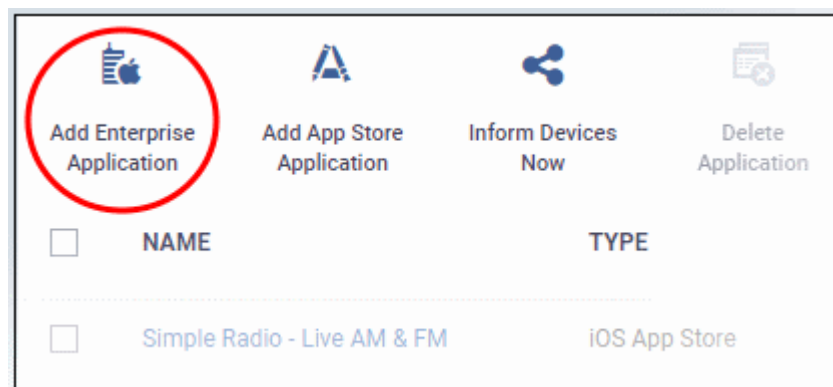 Add Enterprise
Application
Add App Store
Application
Inform Devices
Now
Delete
Application
NAME TYPE
Simple Radio - Live AM & FM iOS App Store